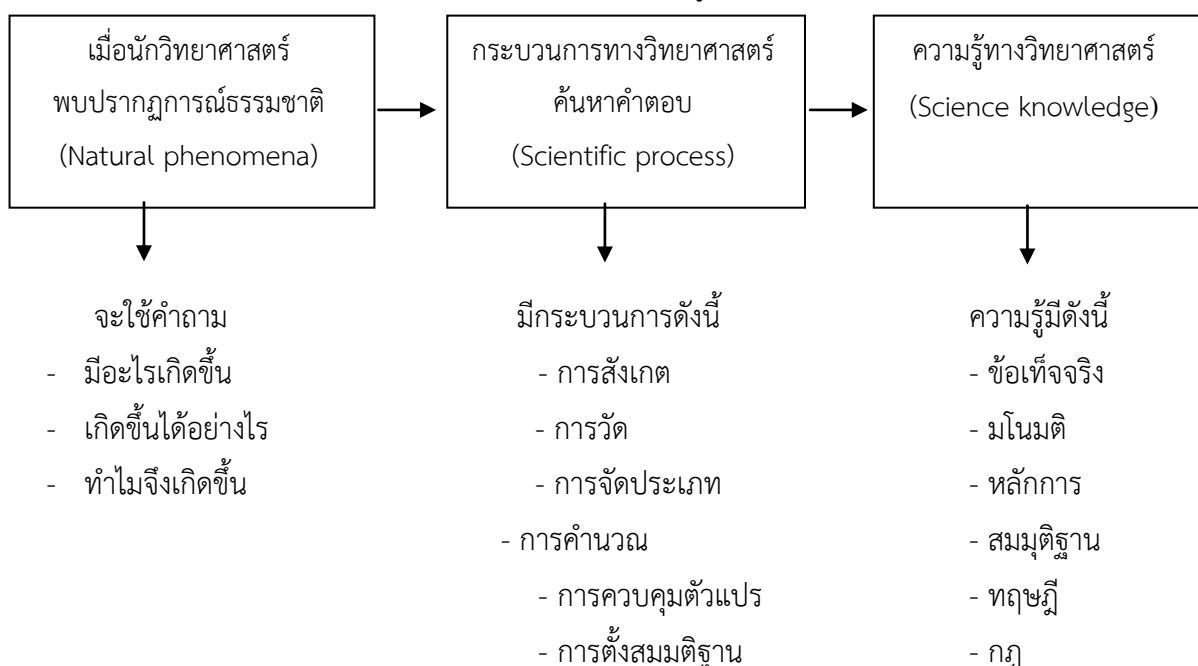 เมื่อนักวิทยาศาสตร์
พบปรากฏการณ์ธรรมชาติ
(Natural phenomena)
กระบวนการทางวิทยาศาสตร์
ค้นหาคำตอบ
(Scientific process)
ความรู้ทางวิทยาศาสตร์
(Science knowledge)
จะใช้คำถาม
- มีอะไรเกิดขึ้น
- เกิดขึ้นได้อย่างไร
- ทำไมจึงเกิดขึ้น
มีกระบวนการดังนี้
- การสังเกต
- การวัด
- การจัดประเภท
- การคำนวณ
- การควบคุมตัวแปร
- การตั้งสมมติฐาน
ความรู้มีดังนี้
- ข้อเท็จจริง
- มโนมติ
- หลักการ
- สมมุติฐาน
- ทฤษฎี
- กฎ